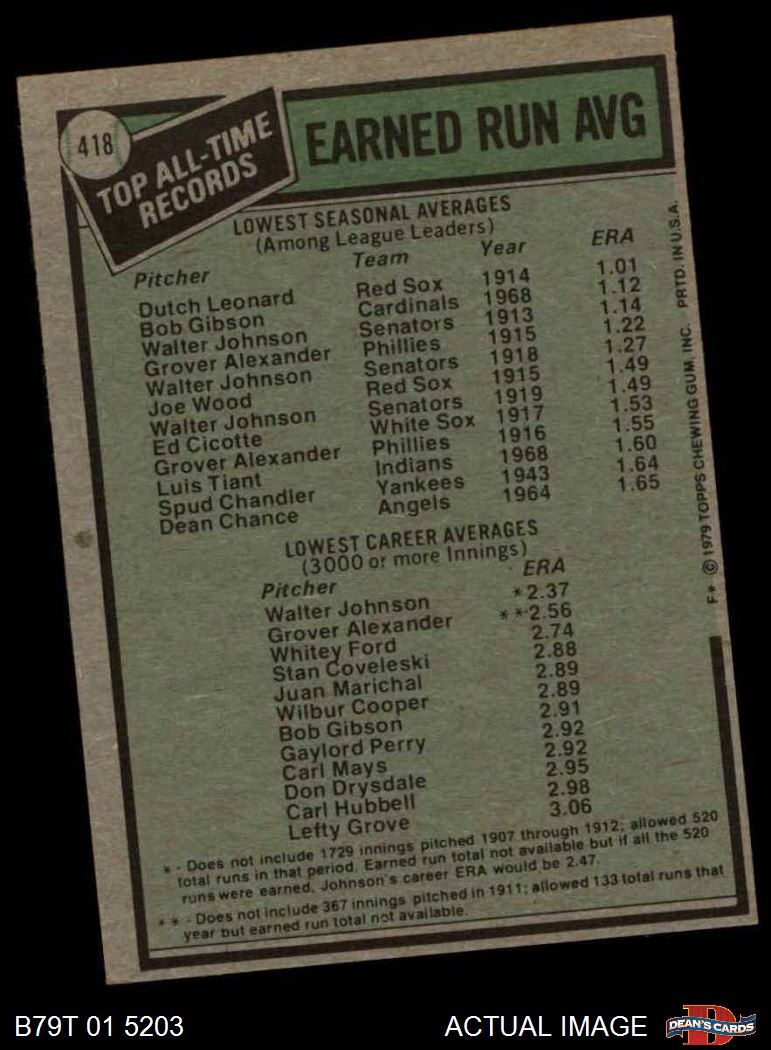 418
TOP ALL-TIME
RECORDS
EARNED RUN AVG
LOWEST SEASONAL AVERAGES
(Among League Leaders)
Pitcher Team Year ERA
Dutch Leonard Red Sox 1914 1.01
Bob Gibson Cardinals 1968 1.12
Walter Johnson Senators 1913 1.14
Grover Alexander Phillies 1915 1.22
Walter Johnson Senators 1918 1.27
Joe Wood Red Sox 1915 1.49
Walter Johnson Senators 1919 1.49
Ed Cicotte White Sox 1917 1.53
Grover Alexander Phillies 1916 1.55
Luis Tiant Indians 1968 1.60
Spud Chandler Yankees 1943 1.64
Dean Chance Angels 1964 1.65
LOWEST CAREER AVERAGES
(3000 or more Innings)
Pitcher ERA
Walter Johnson *2.37
Grover Alexander **2.56
Whitey Ford 2.74
Stan Coveleski 2.88
Juan Marichal 2.89
Wilbur Cooper 2.89
Bob Gibson 2.91
Gaylord Perry 2.92
Carl Mays 2.92
Don Drysdale 2.95
Carl Hubbell 2.98
Lefty Grove 3.06
* - Does not include 1729 innings pitched 1907 through 1912; allowed 520
total runs in that period. Earned run total not available but if all the 520
runs were earned, Johnson's career ERA would be 2.47.
** - Does not include 367 innings pitched in 1911; allowed 133 total runs that
year but earned run total not available.
F* © 1979 TOPPS CHEWING GUM, INC. PRTD. IN U.S.A.
B79T 01 5203
ACTUAL IMAGE
DEAN'S CARDS